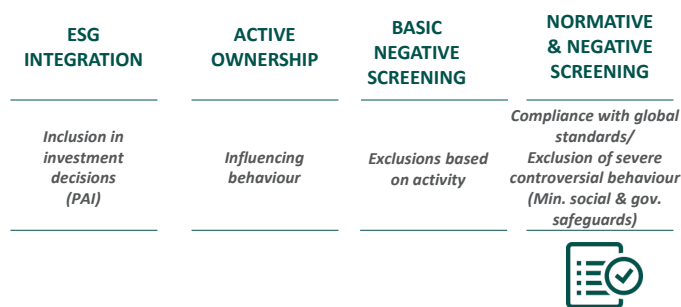 ESG
INTEGRATION
ACTIVE
OWNERSHIP
BASIC
NEGATIVE
SCREENING
NORMATIVE
& NEGATIVE
SCREENING
Inclusion in
investment
decisions
(PAI)
Influencing
behaviour
Exclusions based
on activity
Compliance with global
standards/
Exclusion of severe
controversial behaviour
(Min. social & gov.
safeguards)